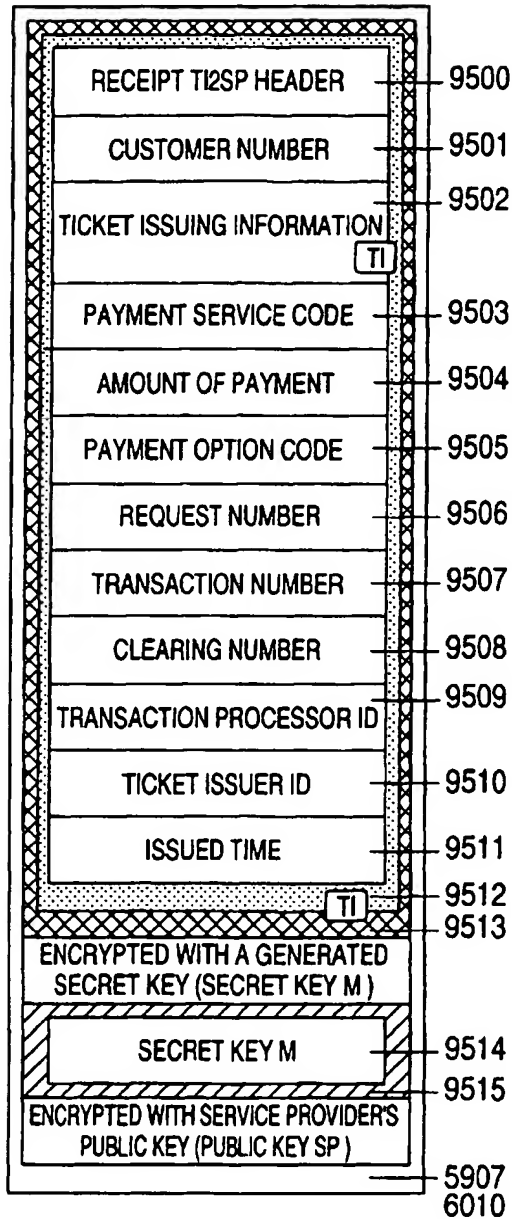 RECEIPT TI2SP HEADER 9500
CUSTOMER NUMBER 9501
9502
TICKET ISSUING INFORMATION
TI
PAYMENT SERVICE CODE 9503
AMOUNT OF PAYMENT 9504
PAYMENT OPTION CODE 9505
REQUEST NUMBER 9506
TRANSACTION NUMBER 9507
CLEARING NUMBER 9508
9509
TRANSACTION PROCESSOR ID
TICKET ISSUER ID 9510
ISSUED TIME 9511
9512
TI
9513
ENCRYPTED WITH A GENERATED
SECRET KEY (SECRET KEY M)
SECRET KEY M 9514
9515
ENCRYPTED WITH SERVICE PROVIDER'S
PUBLIC KEY (PUBLIC KEY SP)
5907
6010